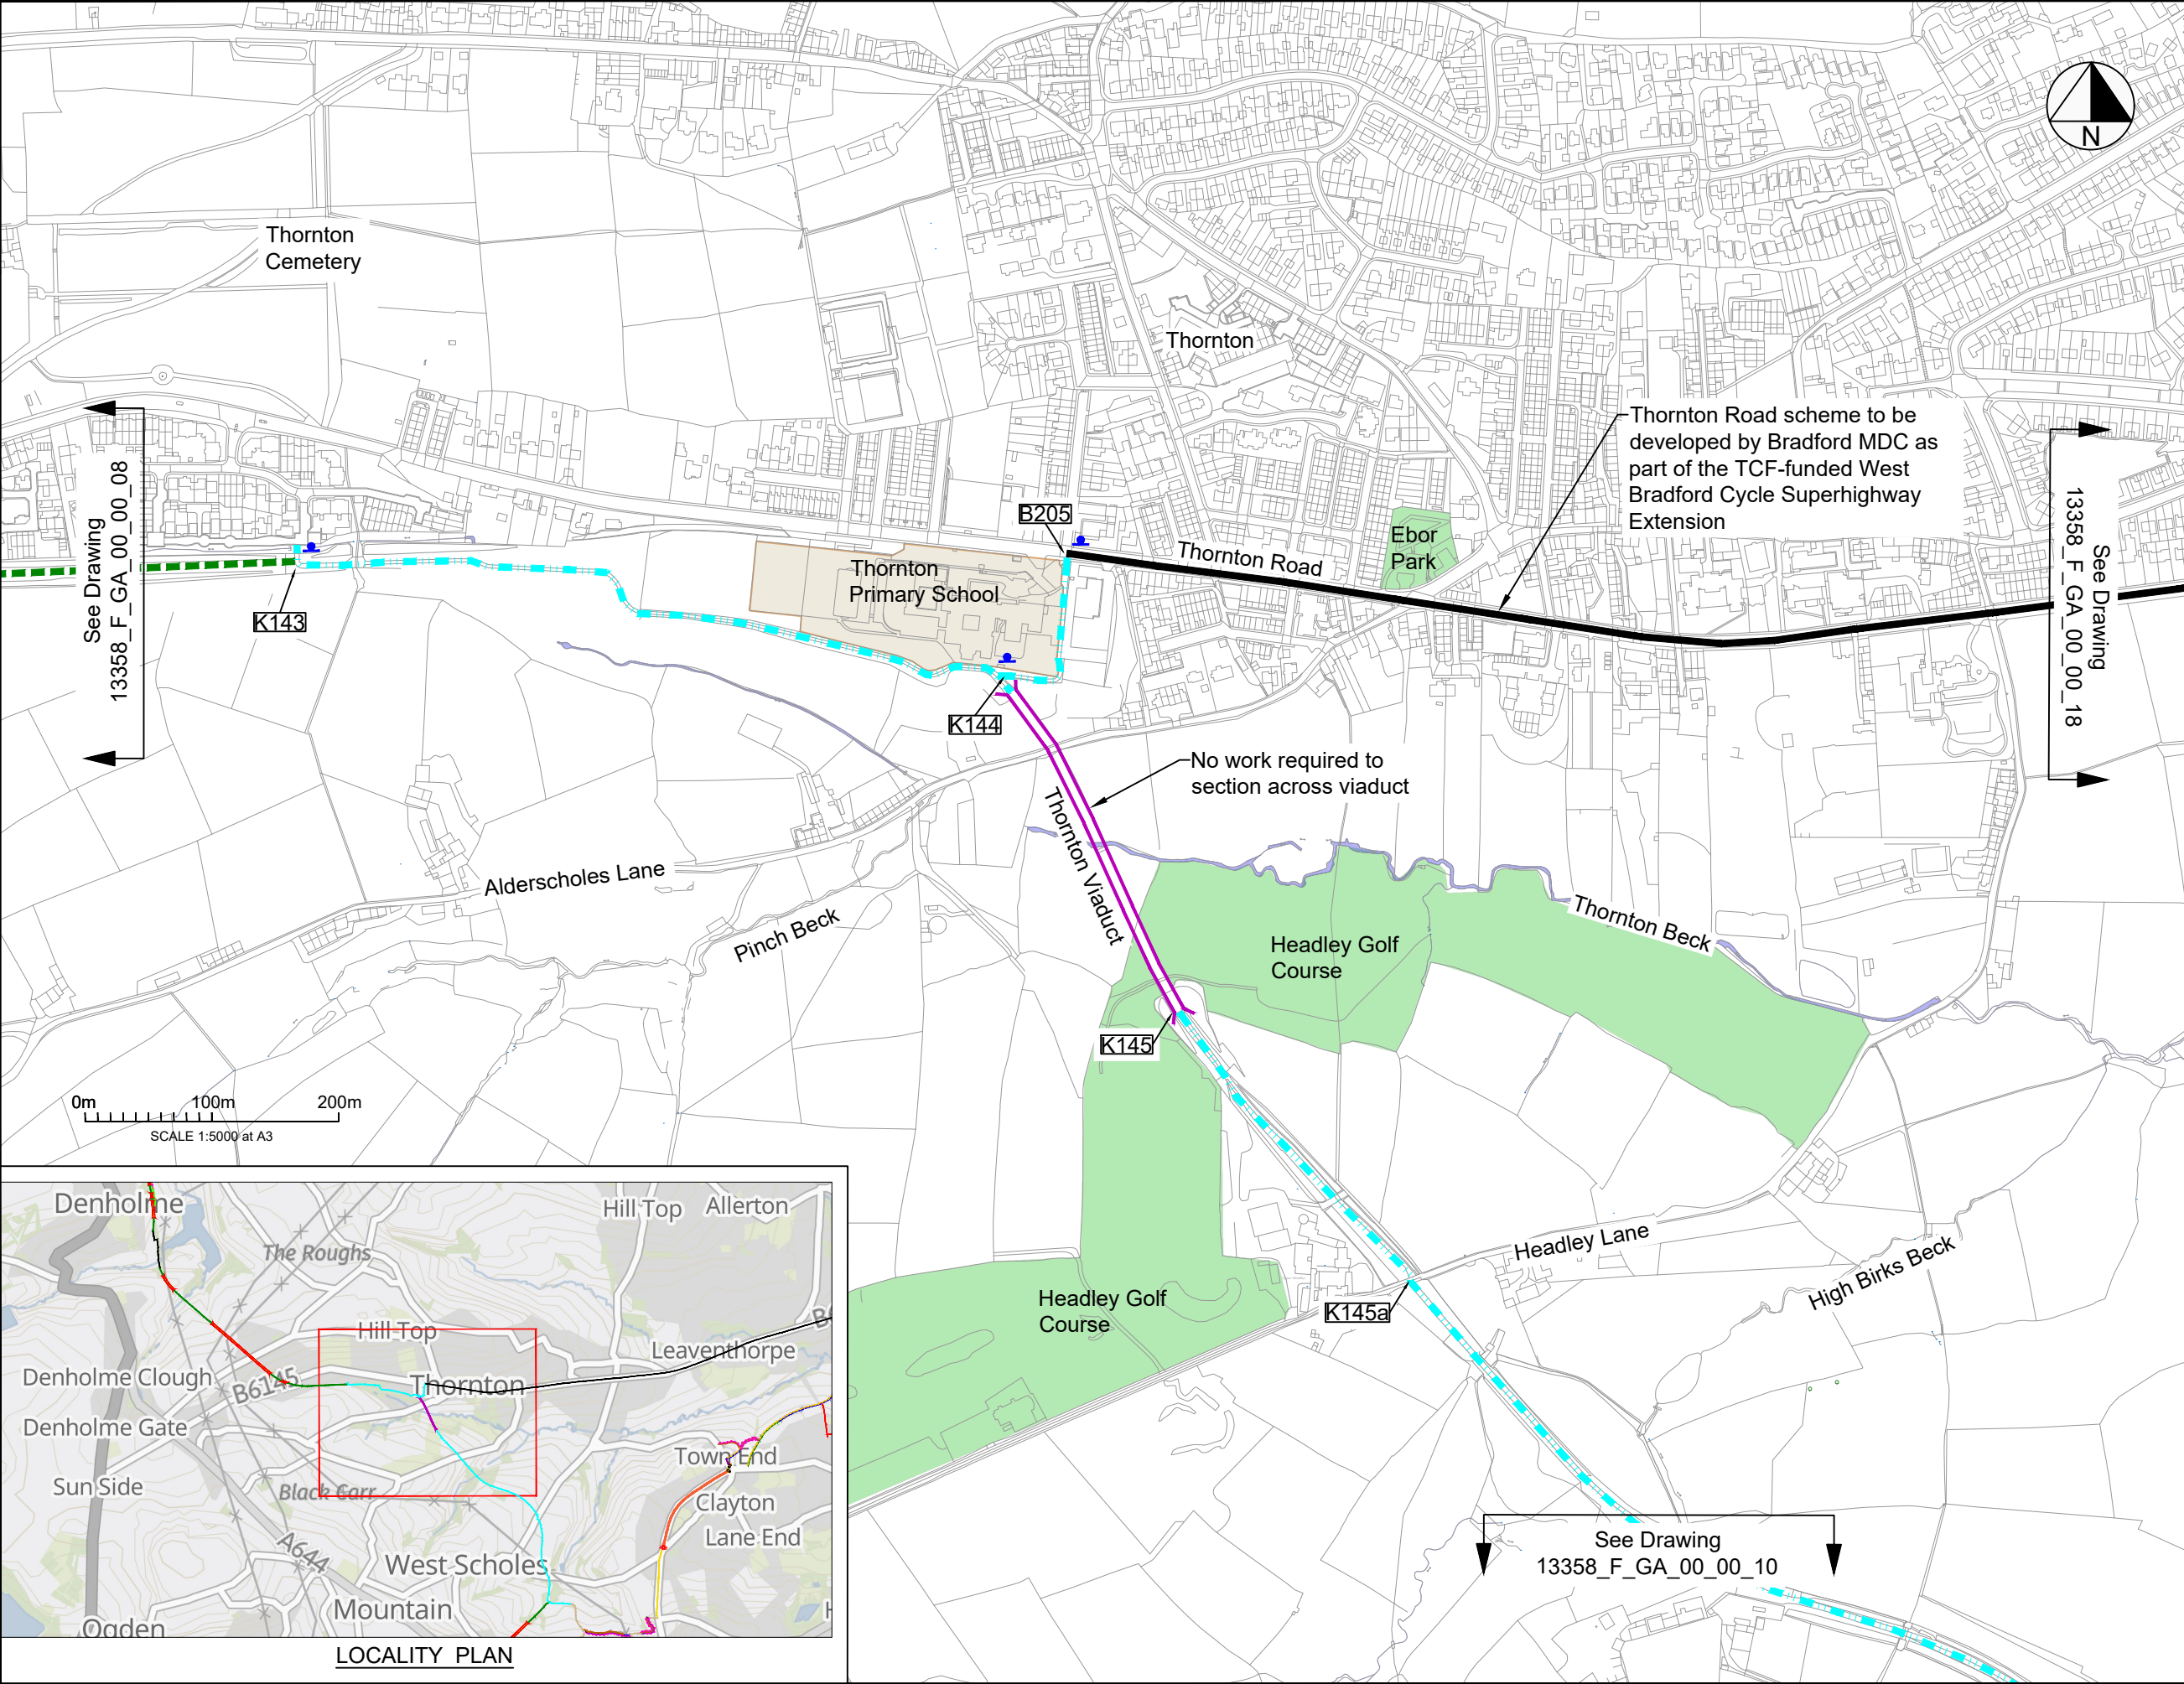 N
Thornton
Cemetery
Thornton
Thornton Road scheme to be
developed by Bradford MDC as
part of the TCF-funded West
Bradford Cycle Superhighway
Extension
See Drawing
13358_F_GA_00_00_08
See Drawing
13358_F_GA_00_00_18
B205
Thornton Road
Ebor
Park
Thornton
Primary School
K143
K144
No work required to
section across viaduct
Thornton Viaduct
Alderscholes Lane
Pinch Beck
Thornton Beck
Headley Golf
Course
K145
0m 100m 200m
SCALE 1:5000 at A3
Headley Lane
High Birks Beck
Headley Golf
Course
K145a
See Drawing
13358_F_GA_00_00_10
Denholme
Hill Top
Allerton
The Roughs
Hill Top
Leaventhorpe
Denholme Clough
B6145
Thornton
Denholme Gate
Town End
Sun Side
Black Carr
Clayton
Lane End
A644
West Scholes
Mountain
Ogden
LOCALITY PLAN